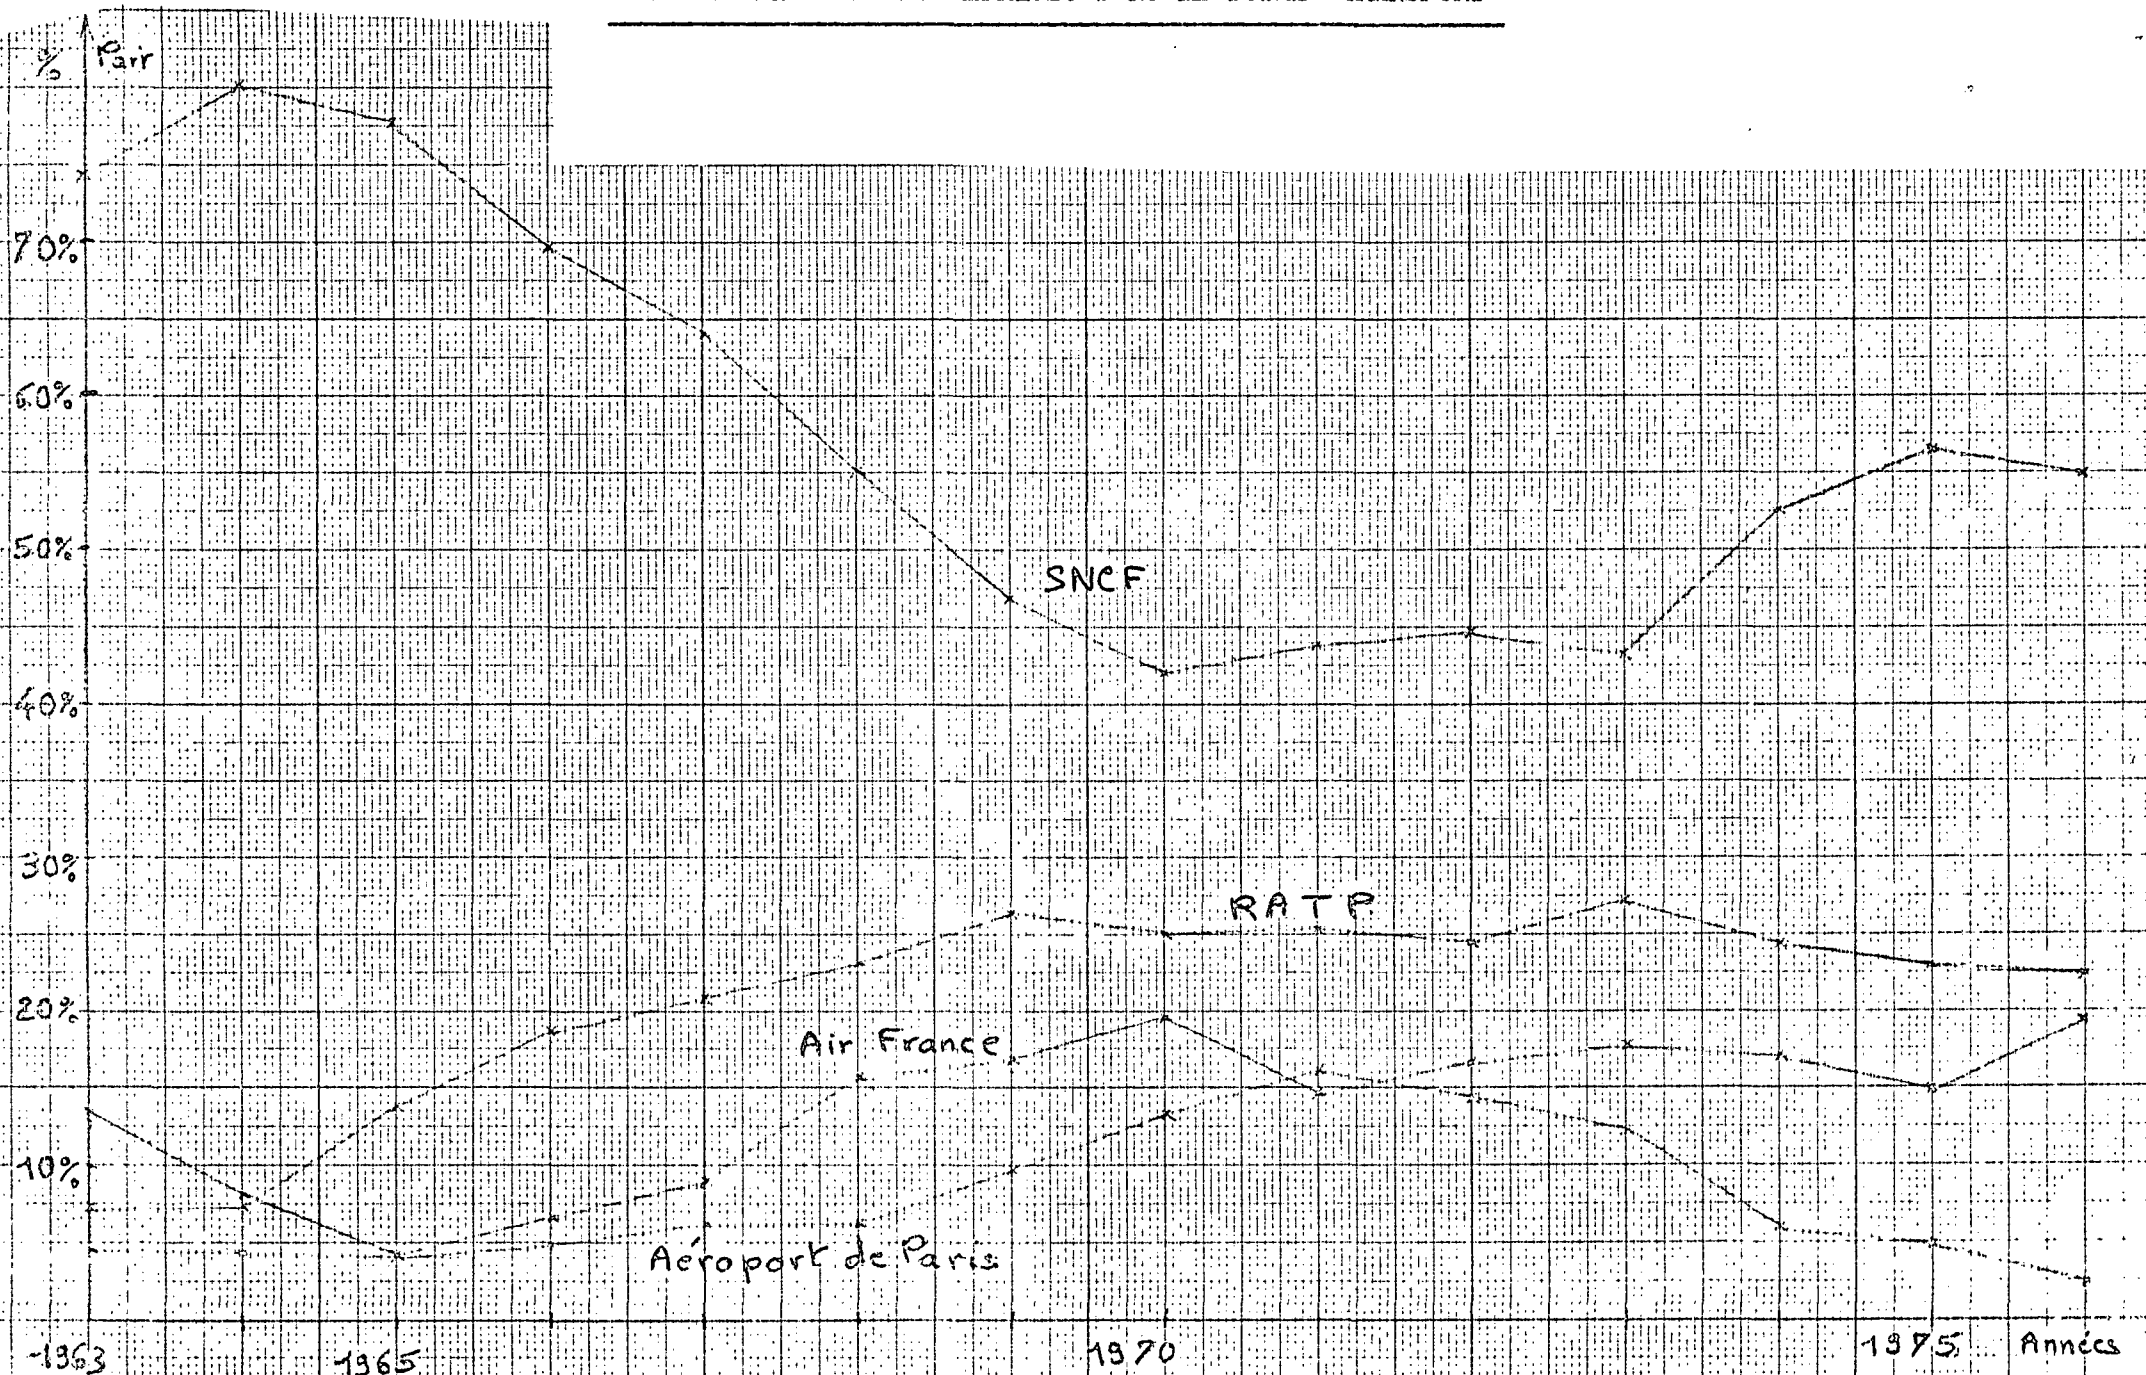 % Pair
70%
60%
50%
SNCF
40%
30%
RATP
20%
Air France
10%
Aéroport de Paris
1963 1965 1970 1975 Années